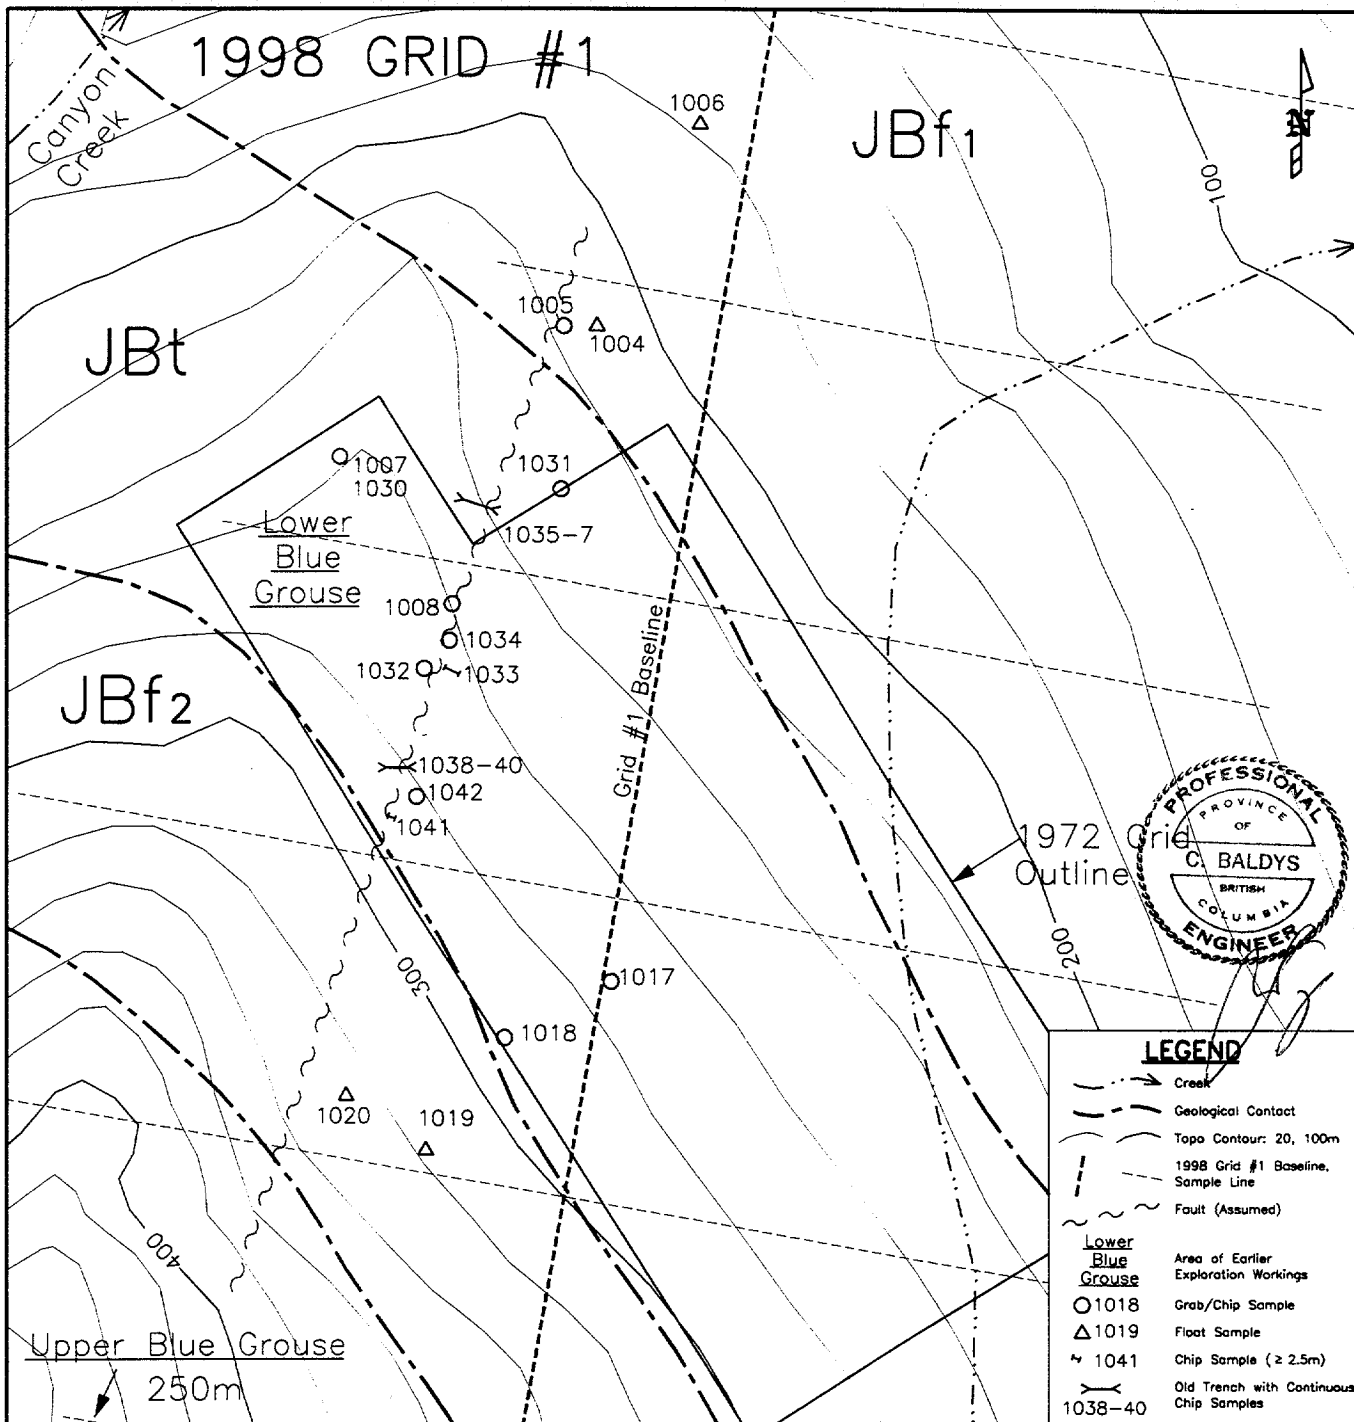 1998 GRID #1
Canyon
Creek
1006
JBf1
N
100
1005
1004
JBt
1007
1030
1031
1035-7
Lower
Blue
Grouse
1008
1034
1032
1033
Grid #1 Baseline
JBf2
1038-40
1042
1041
1972 Grid
Outline
PROFESSIONAL
PROVINCE
OF
C. BALDYS
BRITISH
COLUMBIA
ENGINEER
200
300
1017
1018
1020
1019
400
Upper Blue Grouse
250m
LEGEND
Creek
Geological Contact
Topo Contour: 20, 100m
1998 Grid #1 Baseline,
Sample Line
Fault (Assumed)
Lower
Blue
Grouse
Area of Earlier
Exploration Workings
1018 Grab/Chip Sample
1019 Float Sample
1041 Chip Sample (≥ 2.5m)
1038-40
Old Trench with Continuous
Chip Samples